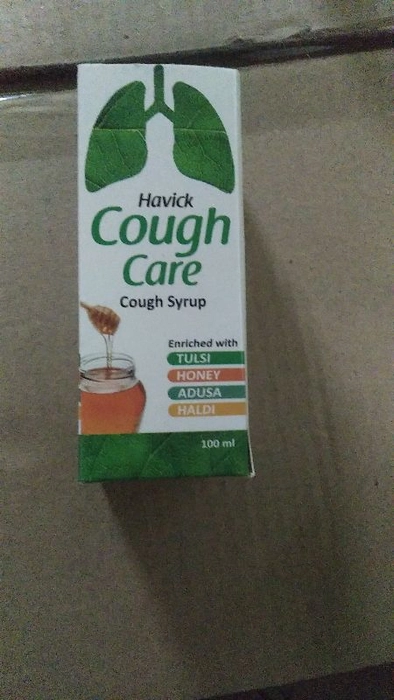 Havick
Cough
Care
Cough Syrup
Enriched with
TULSI
HONEY
ADUSA
HALDI
100 ml